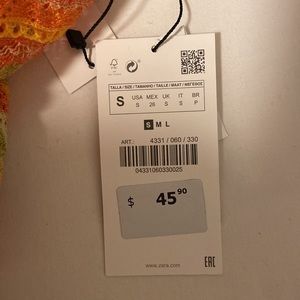 TALLA / SIZE / TAMANHO / TAILLE / MAAT /
S USA MEX UK IT BR
S 26 S S P
S M L
ART.: 4331 / 060 / 330
04331060330025
$ 45 90
www.zara.com
EAC